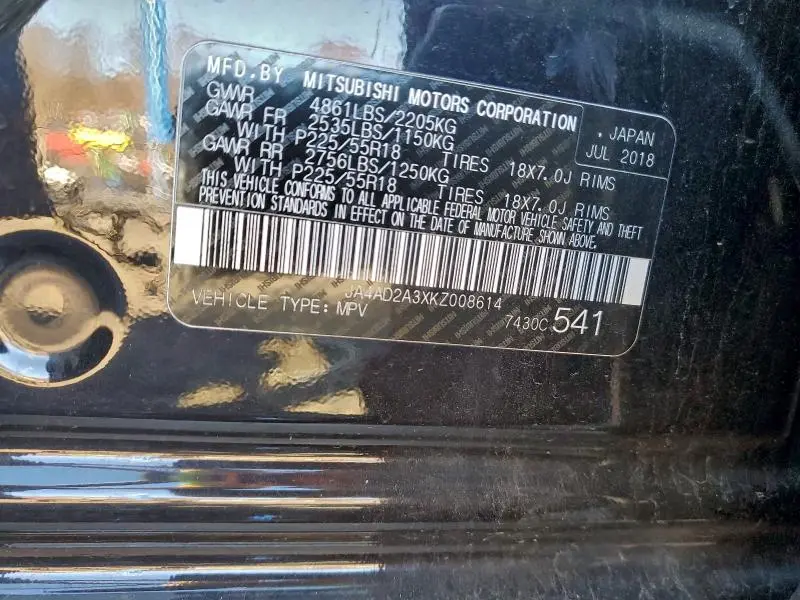 MFD.BY MITSUBISHI MOTORS CORPORATION
GVWR 4861LBS/2205KG
. JAPAN
JUL 2018
GAWR FR 2535LBS/1150KG
WITH P225/55R18 TIRES 18X7.0J RIMS
GAWR RR 2756LBS/1250KG
WITH P225/55R18 TIRES 18X7.0J RIMS
THIS VEHICLE CONFORMS TO ALL APPLICABLE FEDERAL MOTOR VEHICLE SAFETY AND THEFT
PREVENTION STANDARDS IN EFFECT ON THE DATE OF MANUFACTURE SHOWN ABOVE.
JA4AD2A3XKZ008614
VEHICLE TYPE: MPV
7430C 541